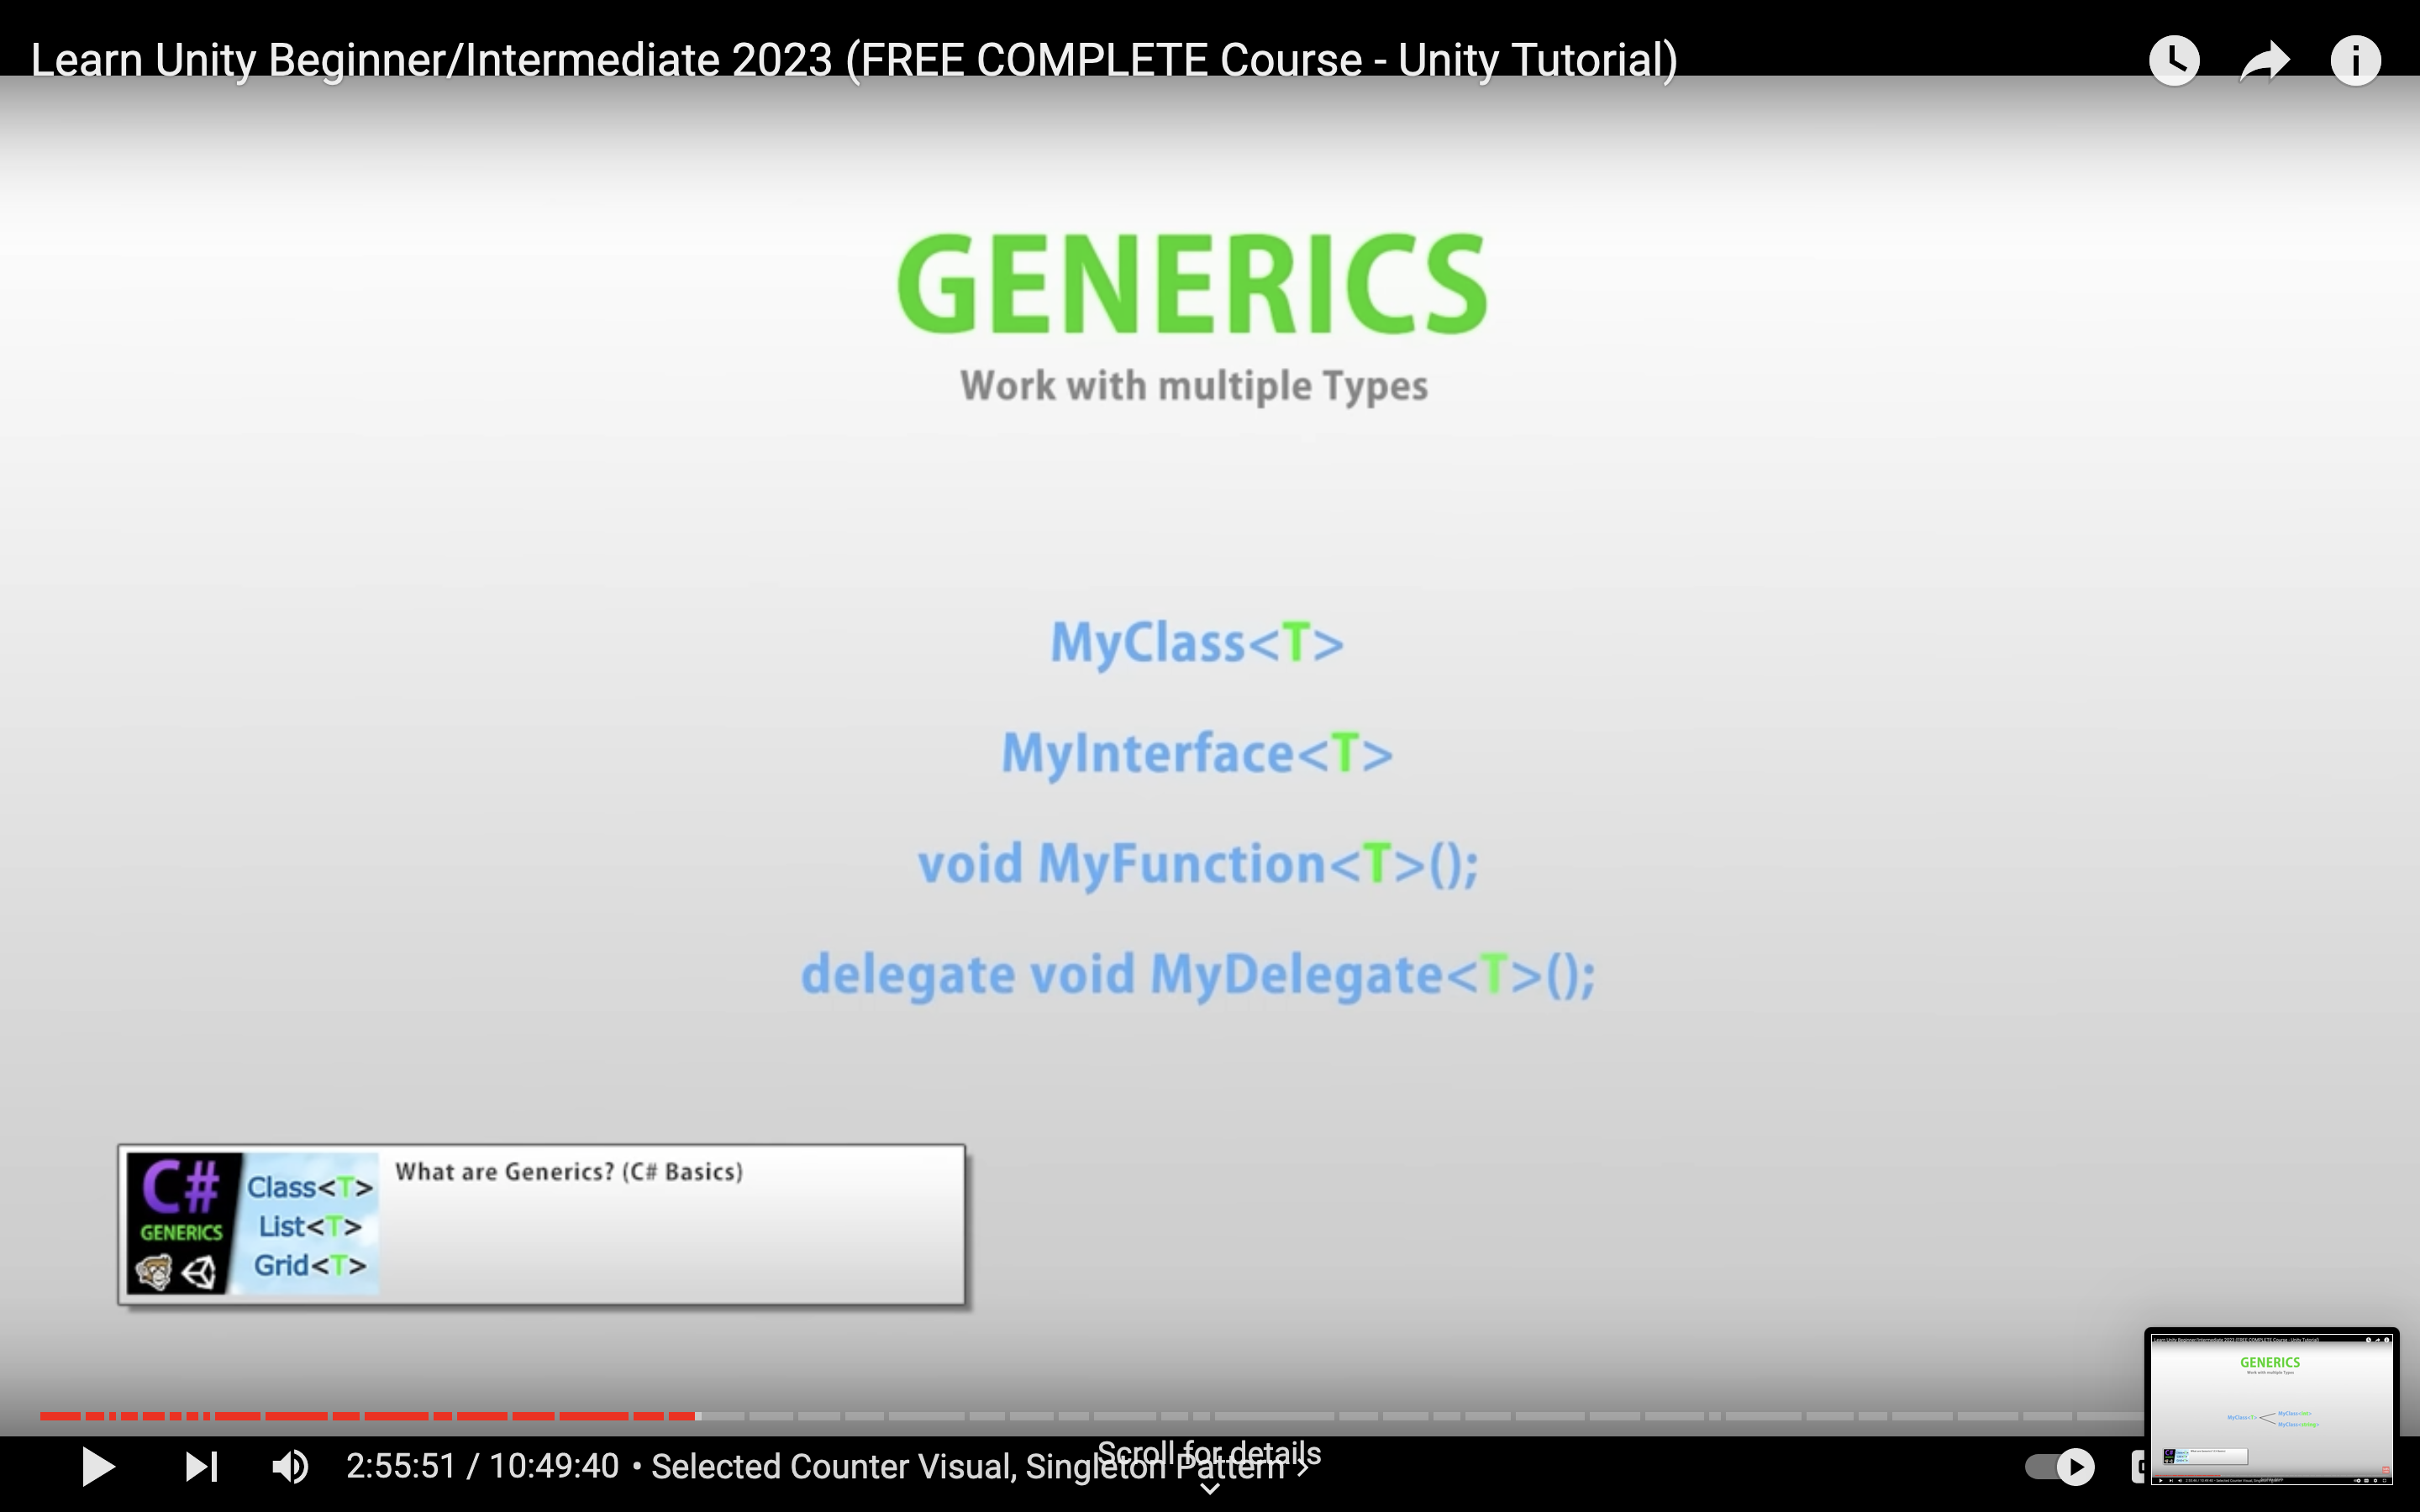 Learn Unity Beginner/Intermediate 2023 (FREE COMPLETE Course - Unity Tutorial)
GENERICS
Work with multiple Types
MyClass<T>
MyInterface<T>
void MyFunction<T>();
delegate void MyDelegate<T>();
C#
GENERICS
Class<T>
List<T>
Grid<T>
What are Generics? (C# Basics)
2:55:51 / 10:49:40 • Selected Counter Visual, Singleton Pattern
Scroll for details
GENERICS
Work with multiple Types